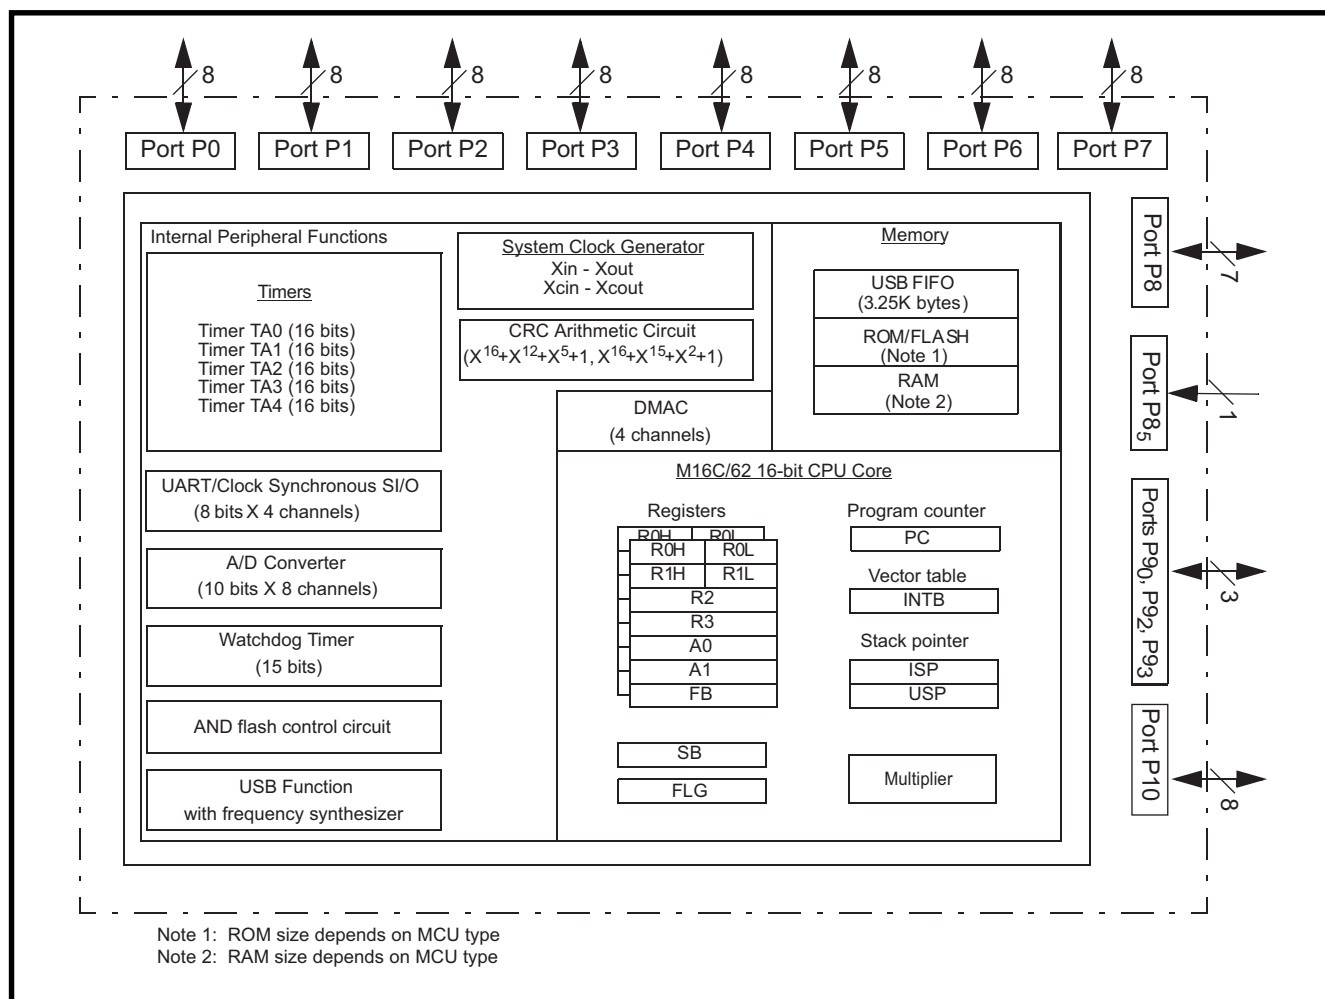 8 8 8 8 8 8 8 8
Port P0 Port P1 Port P2 Port P3 Port P4 Port P5 Port P6 Port P7
Internal Peripheral Functions
Timers
Timer TA0 (16 bits)
Timer TA1 (16 bits)
Timer TA2 (16 bits)
Timer TA3 (16 bits)
Timer TA4 (16 bits)
UART/Clock Synchronous SI/O
(8 bits X 4 channels)
A/D Converter
(10 bits X 8 channels)
Watchdog Timer
(15 bits)
AND flash control circuit
USB Function
with frequency synthesizer
System Clock Generator
Xin - Xout
Xcin - Xcout
CRC Arithmetic Circuit
(X16+X12+X5+1, X16+X15+X2+1)
DMAC
(4 channels)
Memory
USB FIFO
(3.25K bytes)
ROM/FLASH
(Note 1)
RAM
(Note 2)
M16C/62 16-bit CPU Core
Registers
R0H R0L
R0H R0L
R1H R1L
R2
R3
A0
A1
FB
SB
FLG
Program counter
PC
Vector table
INTB
Stack pointer
ISP
USP
Multiplier
Port P8
7
Port P85
1
Ports P90, P92, P93
3
Port P10
8
Note 1: ROM size depends on MCU type
Note 2: RAM size depends on MCU type